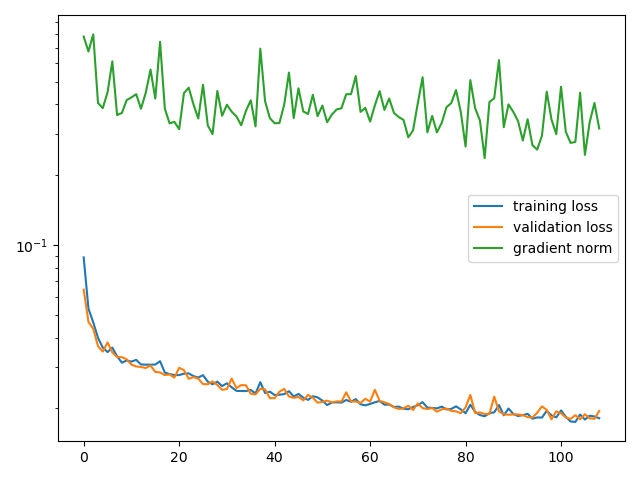 training loss
validation loss
gradient norm
10⁻¹
0 20 40 60 80 100